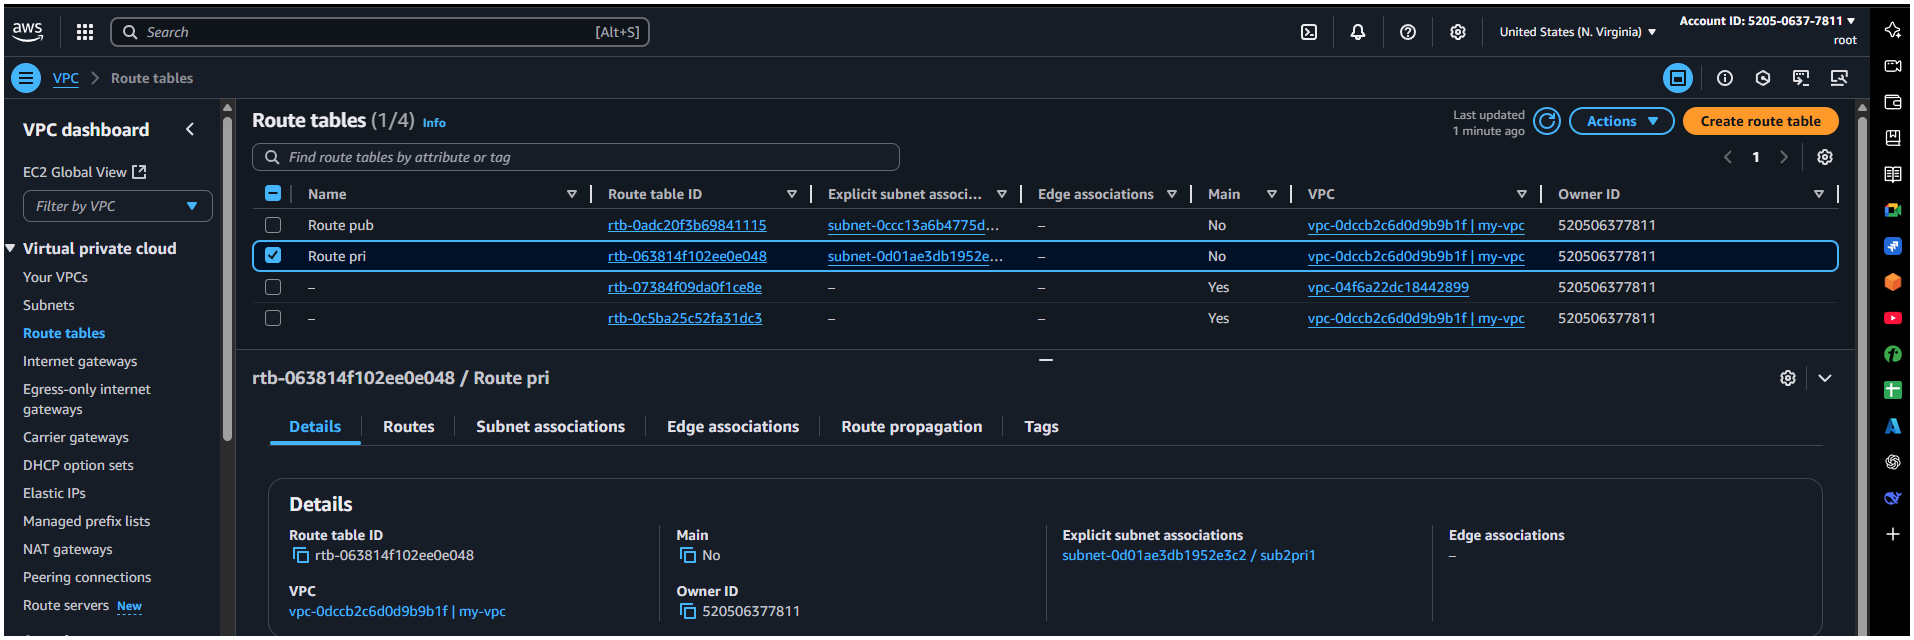 aws
Search [Alt+S]
United States (N. Virginia)
Account ID: 5205-0637-7811
root
VPC
Route tables
VPC dashboard
EC2 Global View
Filter by VPC
Virtual private cloud
Your VPCs
Subnets
Route tables
Internet gateways
Egress-only internet
gateways
Carrier gateways
DHCP option sets
Elastic IPs
Managed prefix lists
NAT gateways
Peering connections
Route servers New
Route tables (1/4) Info
Last updated
1 minute ago
Actions
Create route table
Find route tables by attribute or tag
1
Name Route table ID Explicit subnet associ... Edge associations Main VPC Owner ID
Route pub rtb-0adc20f3b69841115 subnet-0ccc13a6b4775d... – No vpc-0dccb2c6d0d9b9b1f | my-vpc 520506377811
Route pri rtb-063814f102ee0e048 subnet-0d01ae3db1952e... – No vpc-0dccb2c6d0d9b9b1f | my-vpc 520506377811
– rtb-07384f09da0f1ce8e – – Yes vpc-04f6a22dc18442899 520506377811
– rtb-0c5ba25c52fa31dc3 – – Yes vpc-0dccb2c6d0d9b9b1f | my-vpc 520506377811
rtb-063814f102ee0e048 / Route pri
Details Routes Subnet associations Edge associations Route propagation Tags
Details
Route table ID
rtb-063814f102ee0e048
Main
No
Explicit subnet associations
subnet-0d01ae3db1952e3c2 / sub2pri1
Edge associations
–
VPC
vpc-0dccb2c6d0d9b9b1f | my-vpc
Owner ID
520506377811